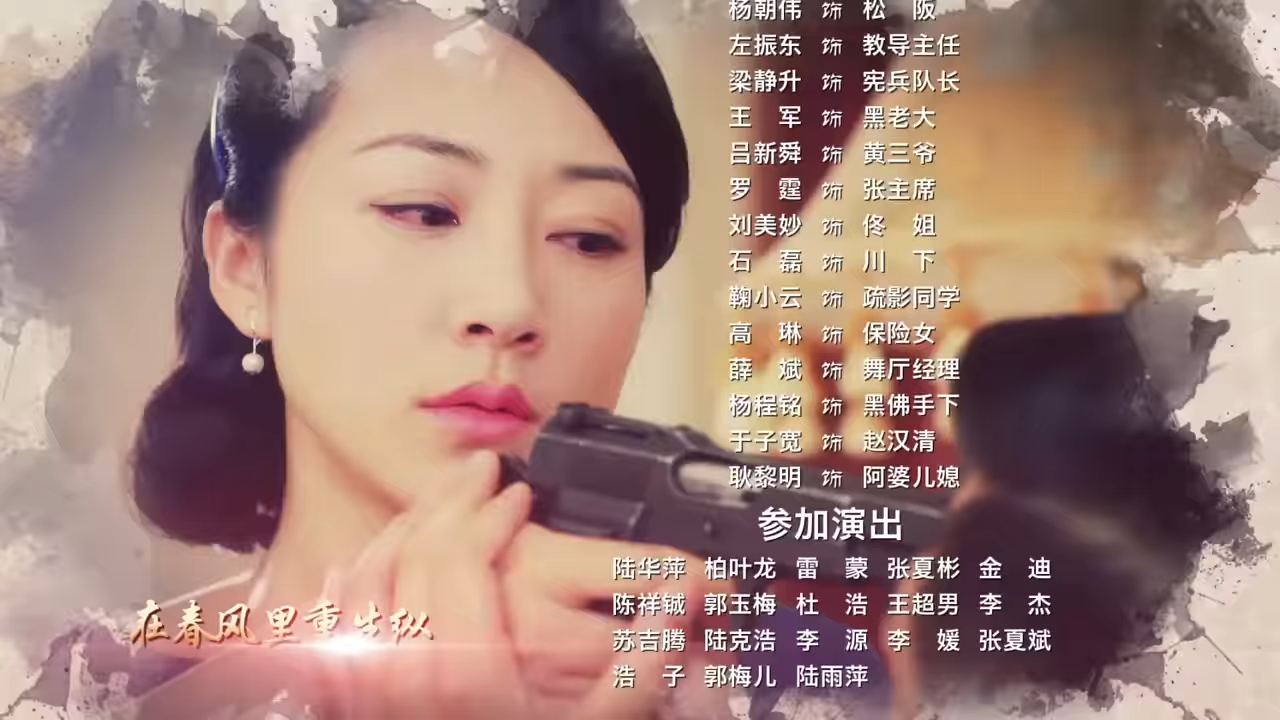 杨朝伟 饰 松 阪
左振东 饰 教导主任
梁静升 饰 宪兵队长
王 军 饰 黑老大
吕新舜 饰 黄三爷
罗 霆 饰 张主席
刘美妙 饰 佟 姐
石 磊 饰 川 下
鞠小云 饰 疏影同学
高 琳 饰 保险女
薛 斌 饰 舞厅经理
杨程铭 饰 黑佛手下
于子宽 饰 赵汉清
耿黎明 饰 阿婆儿媳
参加演出
陆华萍 柏叶龙 雷 蒙 张夏彬 金 迪
陈祥铖 郭玉梅 杜 浩 王超男 李 杰
苏吉腾 陆克浩 李 源 李 媛 张夏斌
浩 子 郭梅儿 陆雨萍
在春风里重出纵